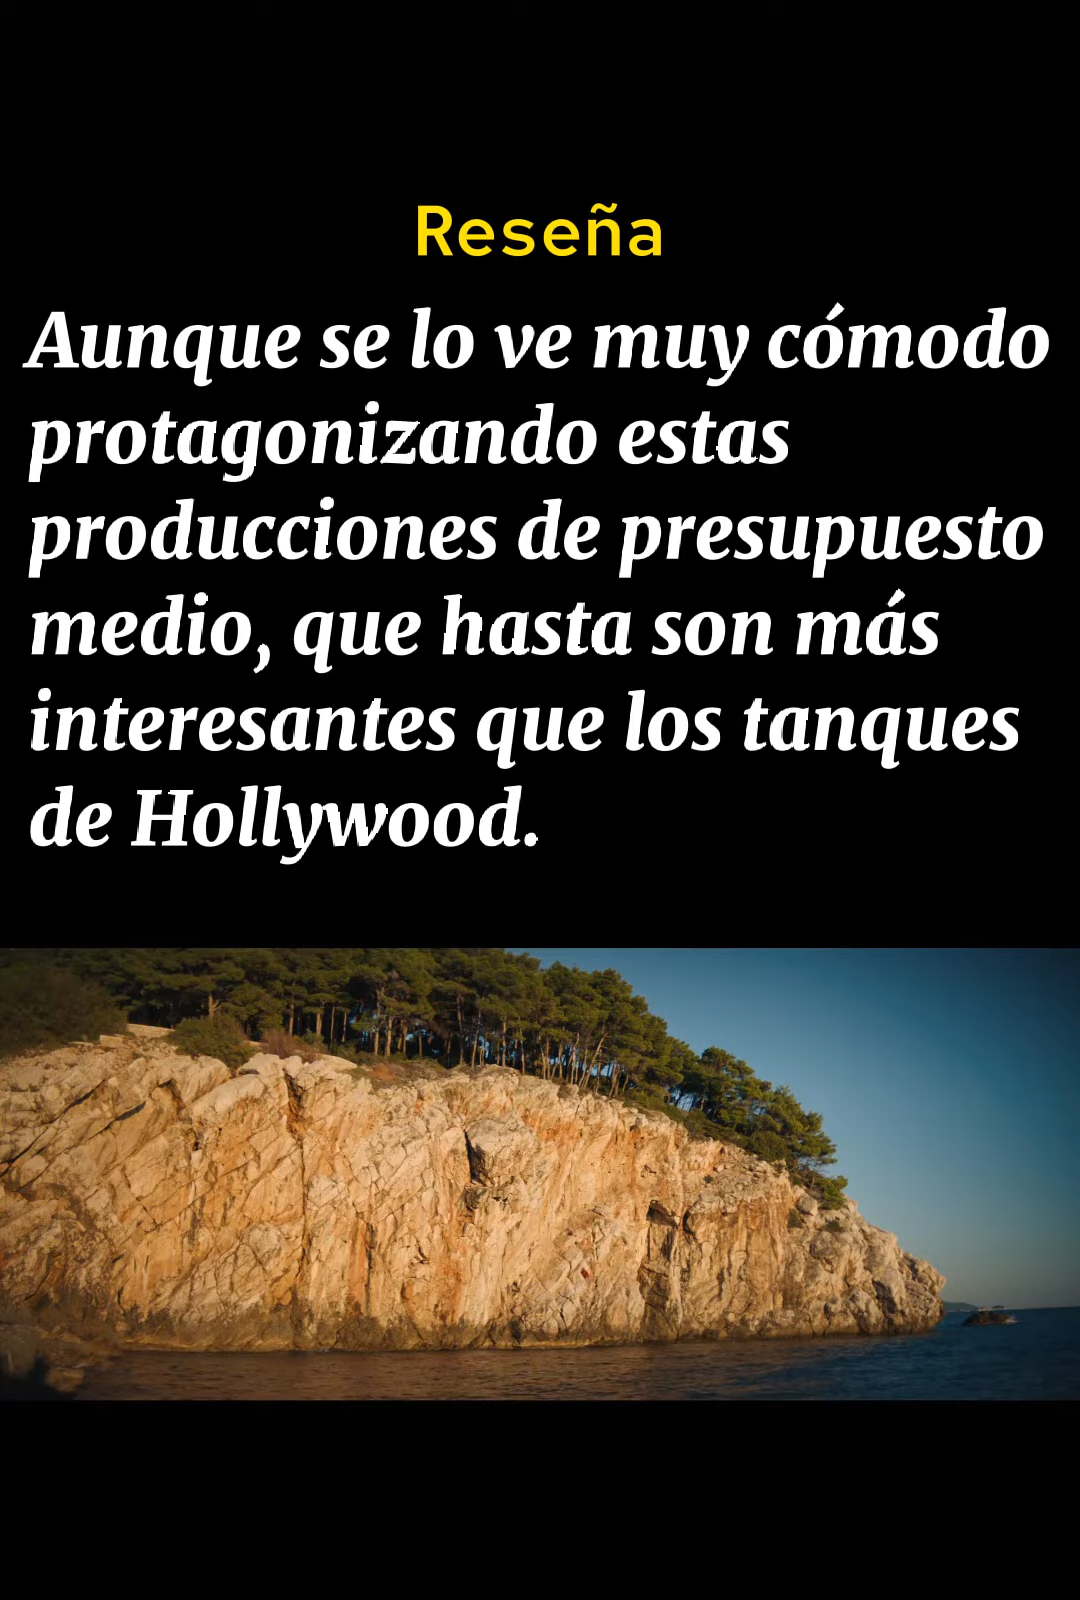 Reseña
Aunque se lo ve muy cómodo
protagonizando estas
producciones de presupuesto
medio, que hasta son más
interesantes que los tanques
de Hollywood.